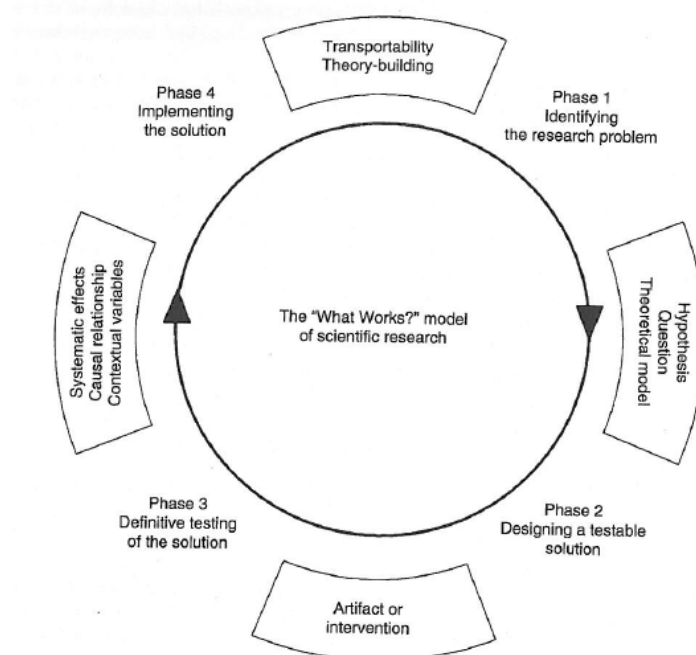 Transportability
Theory-building
Phase 4
Implementing
the solution
Phase 1
Identifying
the research problem
Systematic effects
Causal relationship
Contextual variables
The "What Works?" model
of scientific research
Hypothesis
Question
Theoretical model
Phase 3
Definitive testing
of the solution
Phase 2
Designing a testable
solution
Artifact or
intervention